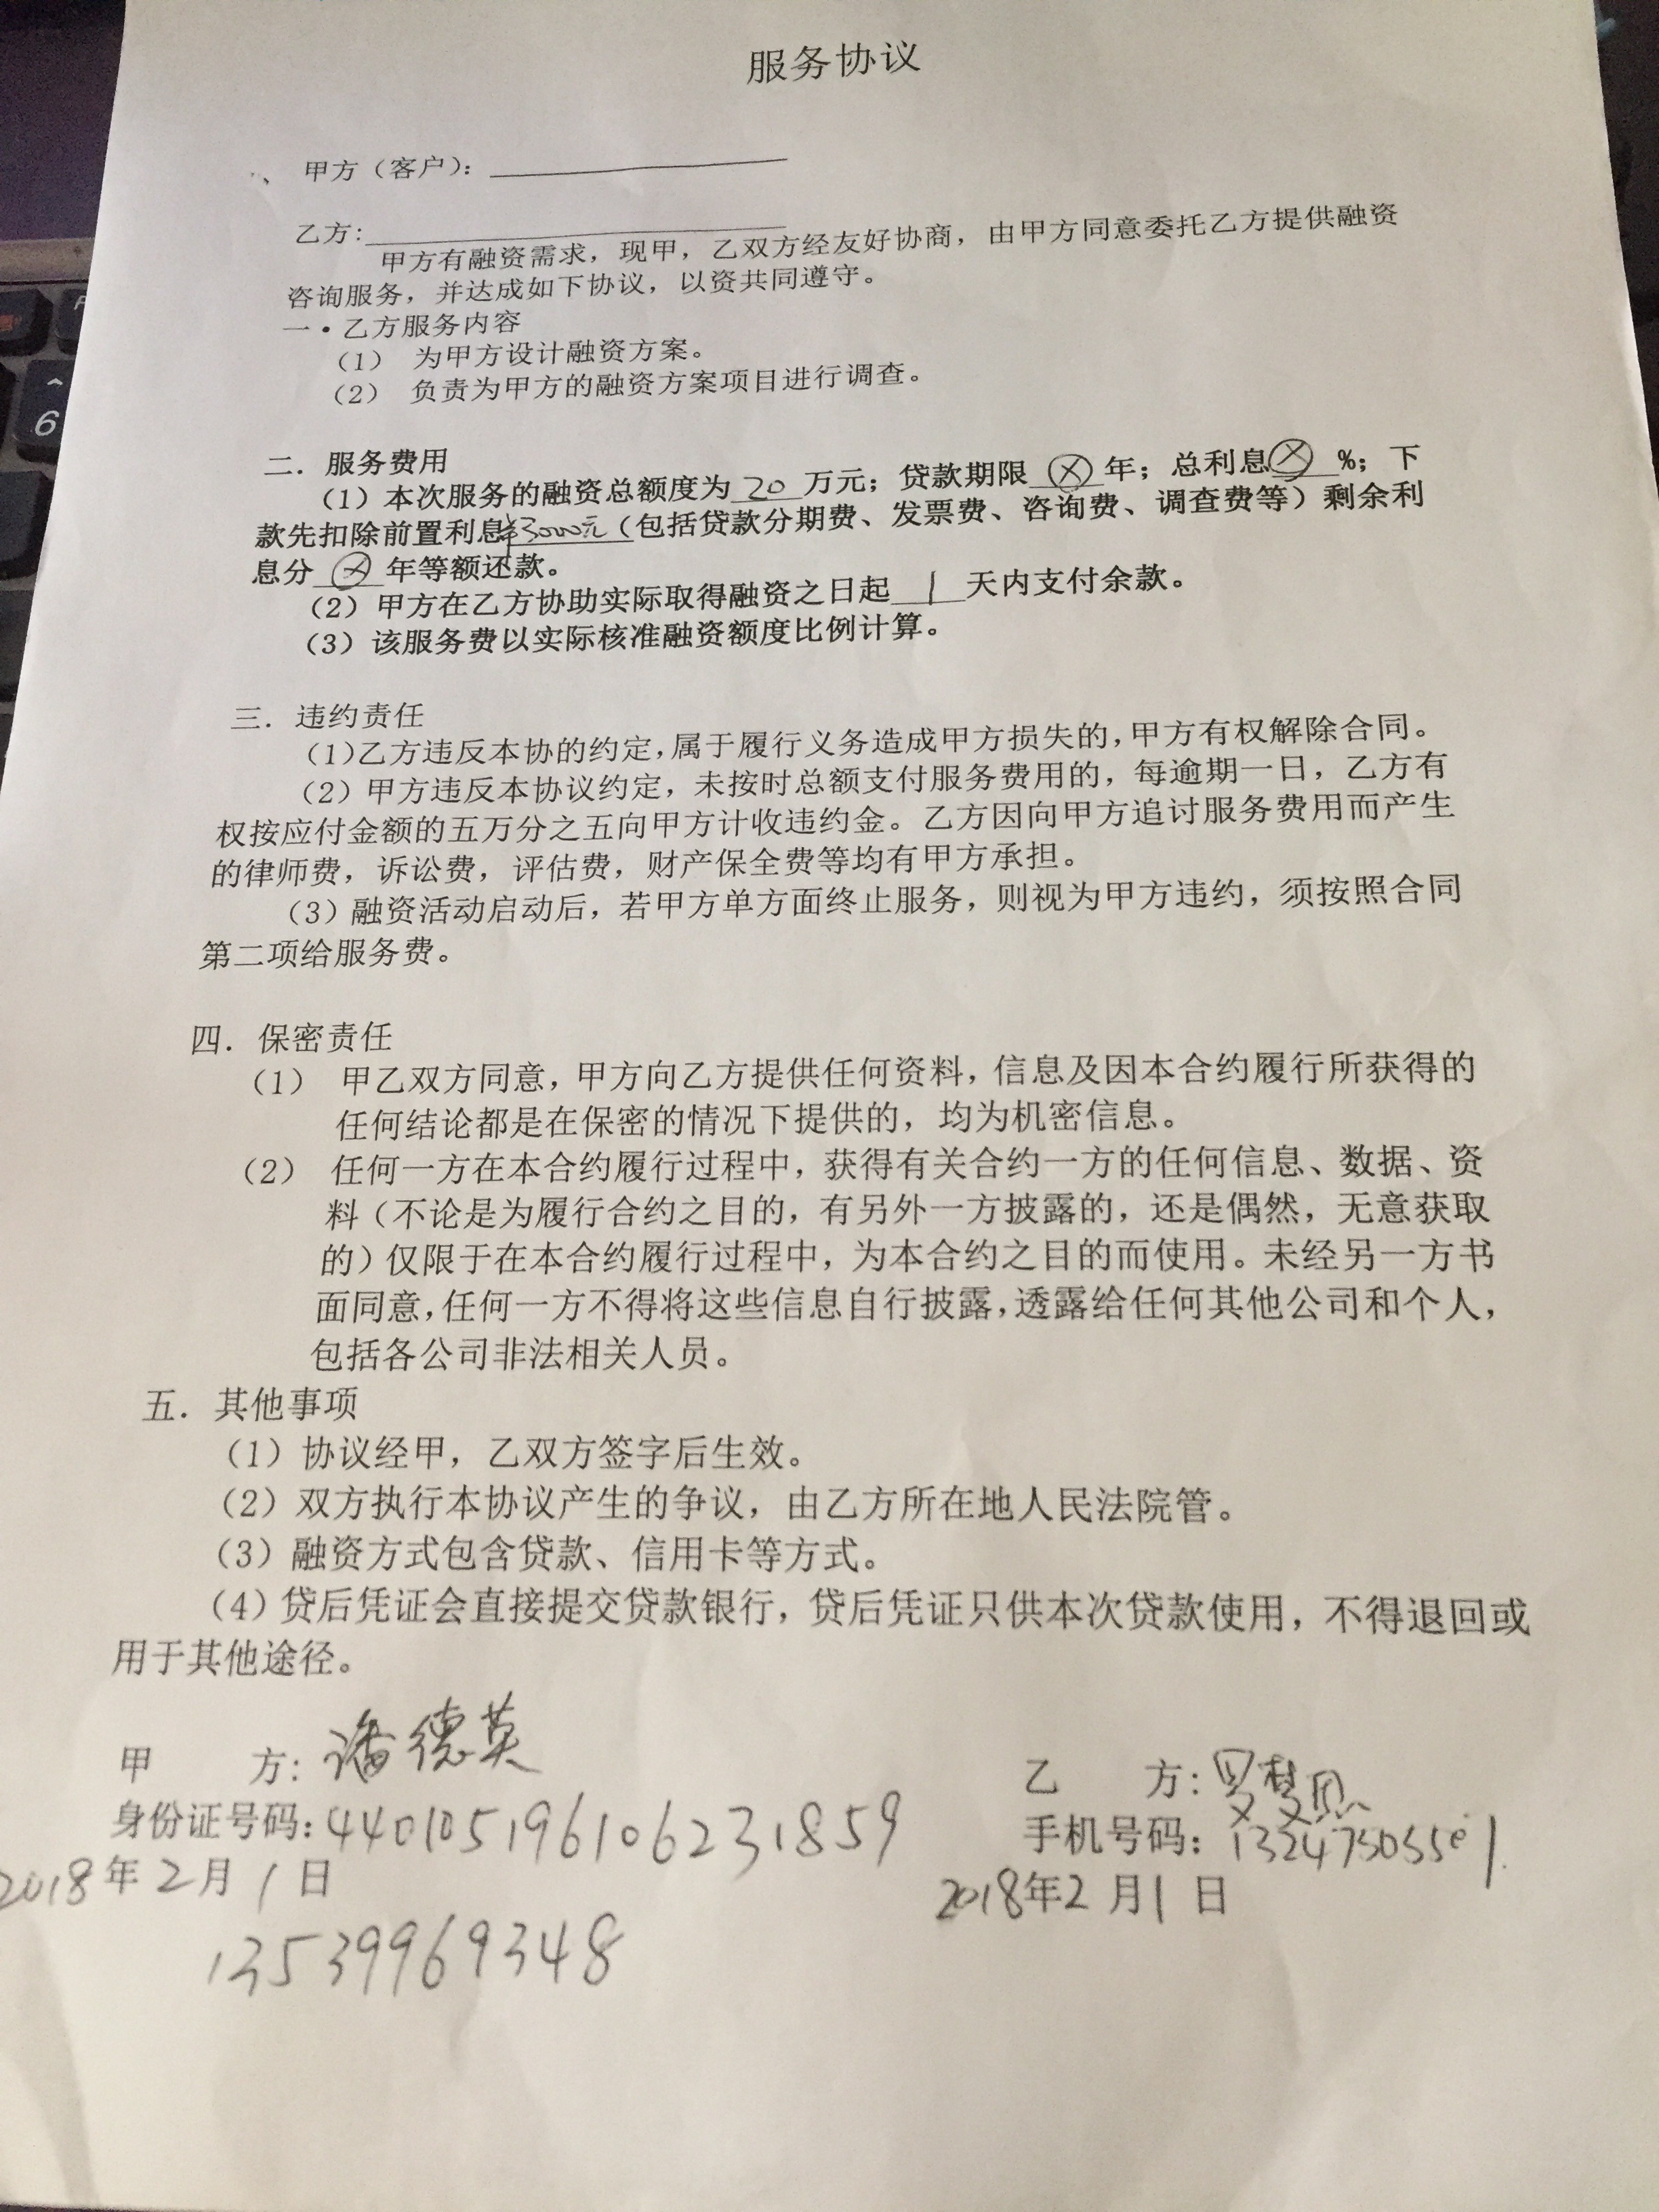 服务协议
甲方（客户）：
乙方：
甲方有融资需求，现甲，乙双方经友好协商，由甲方同意委托乙方提供融资
咨询服务，并达成如下协议，以资共同遵守。
一·乙方服务内容
（1） 为甲方设计融资方案。
（2） 负责为甲方的融资方案项目进行调查。
二．服务费用
（1）本次服务的融资总额度为 20 万元；贷款期限 ⊗ 年；总利息 ⊗ %；下
款先扣除前置利息¥3000元（包括贷款分期费、发票费、咨询费、调查费等）剩余利
息分 ⊗ 年等额还款。
（2）甲方在乙方协助实际取得融资之日起 1 天内支付余款。
（3）该服务费以实际核准融资额度比例计算。
三．违约责任
（1）乙方违反本协的约定，属于履行义务造成甲方损失的，甲方有权解除合同。
（2）甲方违反本协议约定，未按时总额支付服务费用的，每逾期一日，乙方有
权按应付金额的五万分之五向甲方计收违约金。乙方因向甲方追讨服务费用而产生
的律师费，诉讼费，评估费，财产保全费等均有甲方承担。
（3）融资活动启动后，若甲方单方面终止服务，则视为甲方违约，须按照合同
第二项给服务费。
四．保密责任
（1） 甲乙双方同意，甲方向乙方提供任何资料，信息及因本合约履行所获得的
任何结论都是在保密的情况下提供的，均为机密信息。
（2） 任何一方在本合约履行过程中，获得有关合约一方的任何信息、数据、资
料（不论是为履行合约之目的，有另外一方披露的，还是偶然，无意获取
的）仅限于在本合约履行过程中，为本合约之目的而使用。未经另一方书
面同意，任何一方不得将这些信息自行披露，透露给任何其他公司和个人，
包括各公司非法相关人员。
五．其他事项
（1）协议经甲，乙双方签字后生效。
（2）双方执行本协议产生的争议，由乙方所在地人民法院管。
（3）融资方式包含贷款、信用卡等方式。
（4）贷后凭证会直接提交贷款银行，贷后凭证只供本次贷款使用，不得退回或
用于其他途径。
甲 方：潘德英
乙 方：罗梦恩
身份证号码：440105196106231859
手机号码：13247505501
2018年2月1日
2018年2月1日
13539969348